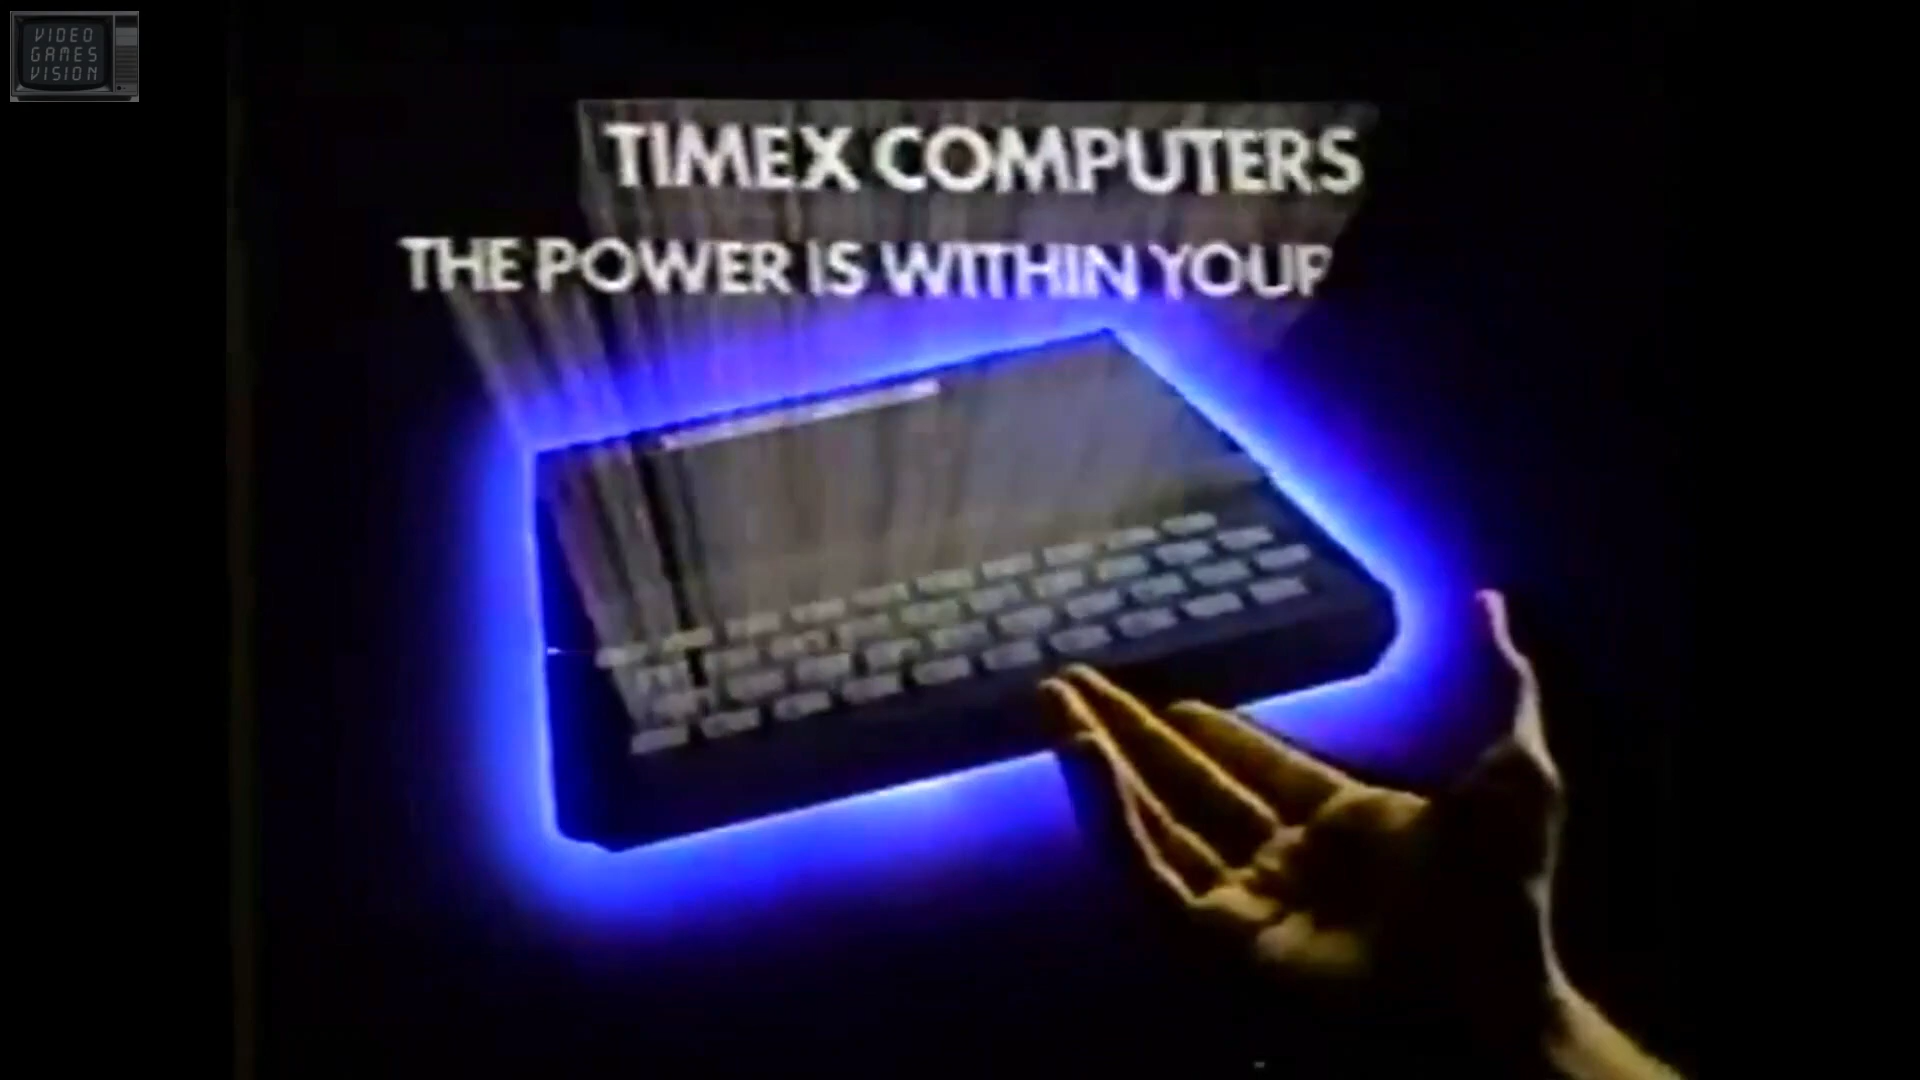 VIDEO
GAMES
VISION
TIMEX COMPUTERS
THE POWER IS WITHIN YOUR